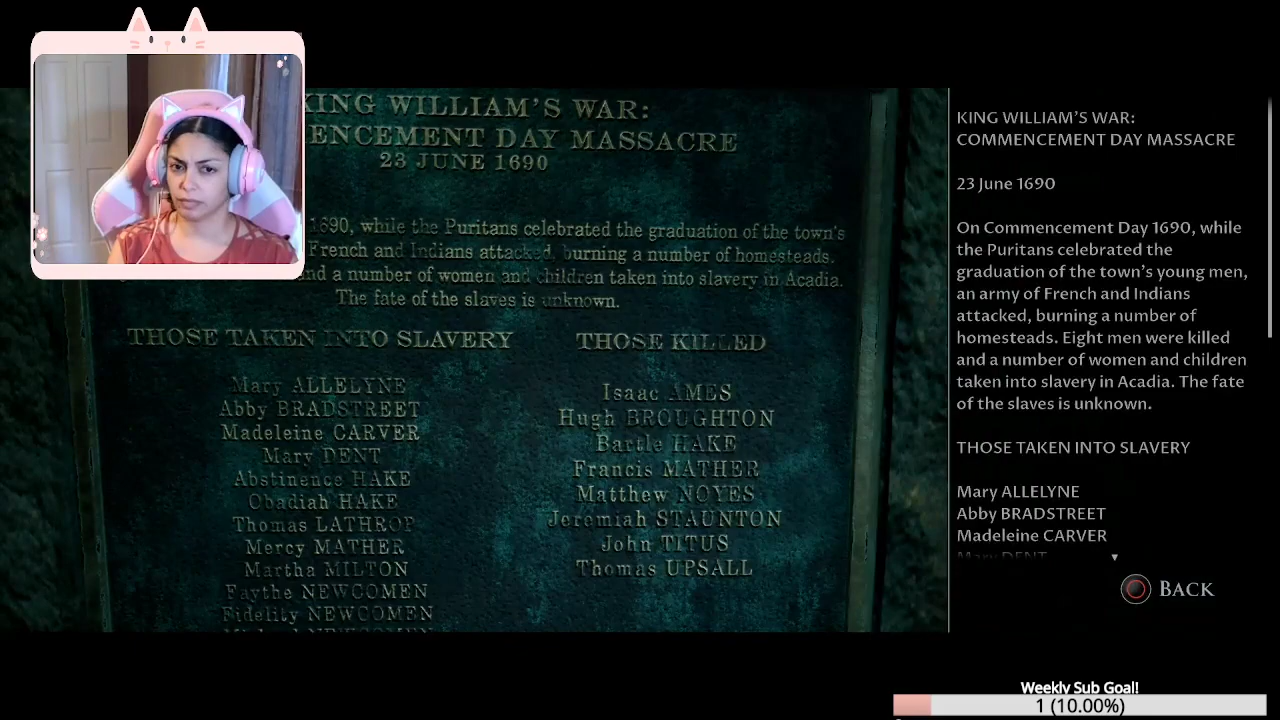 KING WILLIAM'S WAR:
ENCEMENT DAY MASSACRE
23 JUNE 1690
1690, while the Puritans celebrated the graduation of the town's
French and Indians attacked, burning a number of homesteads.
and a number of women and children taken into slavery in Acadia.
The fate of the slaves is unknown.
THOSE TAKEN INTO SLAVERY
Mary ALLELYNE
Abby BRADSTREET
Madeleine CARVER
Mary DENT
Abstinence HAKE
Obadiah HAKE
Thomas LATHROP
Mercy MATHER
Martha MILTON
Faythe NEWCOMEN
Fidelity NEWCOMEN
THOSE KILLED
Isaac AMES
Hugh BROUGHTON
Bartle HAKE
Francis MATHER
Matthew NOYES
Jeremiah STAUNTON
John TITUS
Thomas UPSALL
KING WILLIAM'S WAR:
COMMENCEMENT DAY MASSACRE
23 June 1690
On Commencement Day 1690, while
the Puritans celebrated the
graduation of the town's young men,
an army of French and Indians
attacked, burning a number of
homesteads. Eight men were killed
and a number of women and children
taken into slavery in Acadia. The fate
of the slaves is unknown.
THOSE TAKEN INTO SLAVERY
Mary ALLELYNE
Abby BRADSTREET
Madeleine CARVER
Mary DENT
BACK
Weekly Sub Goal!
1 (10.00%)